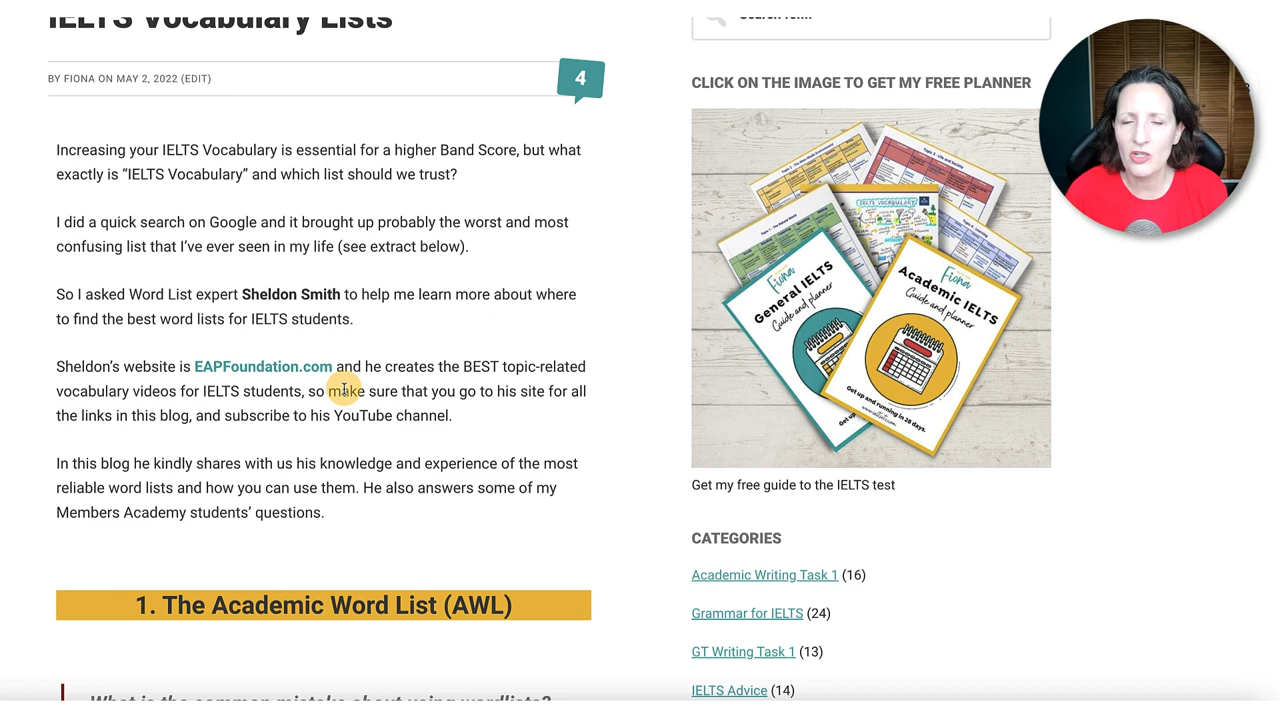 IELTS Vocabulary Lists
BY FIONA ON MAY 2, 2022 (EDIT)
4
Increasing your IELTS Vocabulary is essential for a higher Band Score, but what
exactly is “IELTS Vocabulary” and which list should we trust?
I did a quick search on Google and it brought up probably the worst and most
confusing list that I’ve ever seen in my life (see extract below).
So I asked Word List expert Sheldon Smith to help me learn more about where
to find the best word lists for IELTS students.
Sheldon’s website is EAPFoundation.com and he creates the BEST topic-related
vocabulary videos for IELTS students, so make sure that you go to his site for all
the links in this blog, and subscribe to his YouTube channel.
In this blog he kindly shares with us his knowledge and experience of the most
reliable word lists and how you can use them. He also answers some of my
Members Academy students’ questions.
1. The Academic Word List (AWL)
What is the common mistake about using wordlists?
CLICK ON THE IMAGE TO GET MY FREE PLANNER
IELTS VOCABULARY
Fiona
General IELTS
Guide and planner
Get up
Fiona
Academic IELTS
Guide and planner
Get up and running in 28 days.
Get my free guide to the IELTS test
CATEGORIES
Academic Writing Task 1 (16)
Grammar for IELTS (24)
GT Writing Task 1 (13)
IELTS Advice (14)